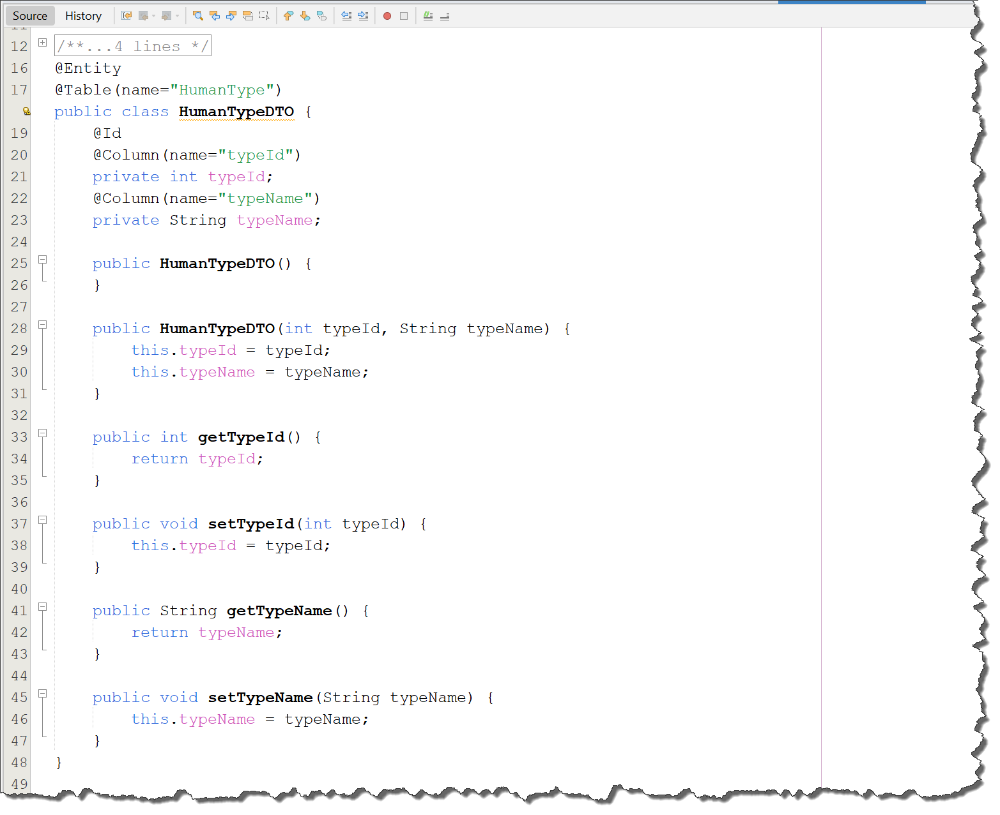 Source History
12 /**...4 lines */
16 @Entity
17 @Table(name="HumanType")
public class HumanTypeDTO {
19 @Id
20 @Column(name="typeId")
21 private int typeId;
22 @Column(name="typeName")
23 private String typeName;
24
25 public HumanTypeDTO() {
26 }
27
28 public HumanTypeDTO(int typeId, String typeName) {
29 this.typeId = typeId;
30 this.typeName = typeName;
31 }
32
33 public int getTypeId() {
34 return typeId;
35 }
36
37 public void setTypeId(int typeId) {
38 this.typeId = typeId;
39 }
40
41 public String getTypeName() {
42 return typeName;
43 }
44
45 public void setTypeName(String typeName) {
46 this.typeName = typeName;
47 }
48 }
49